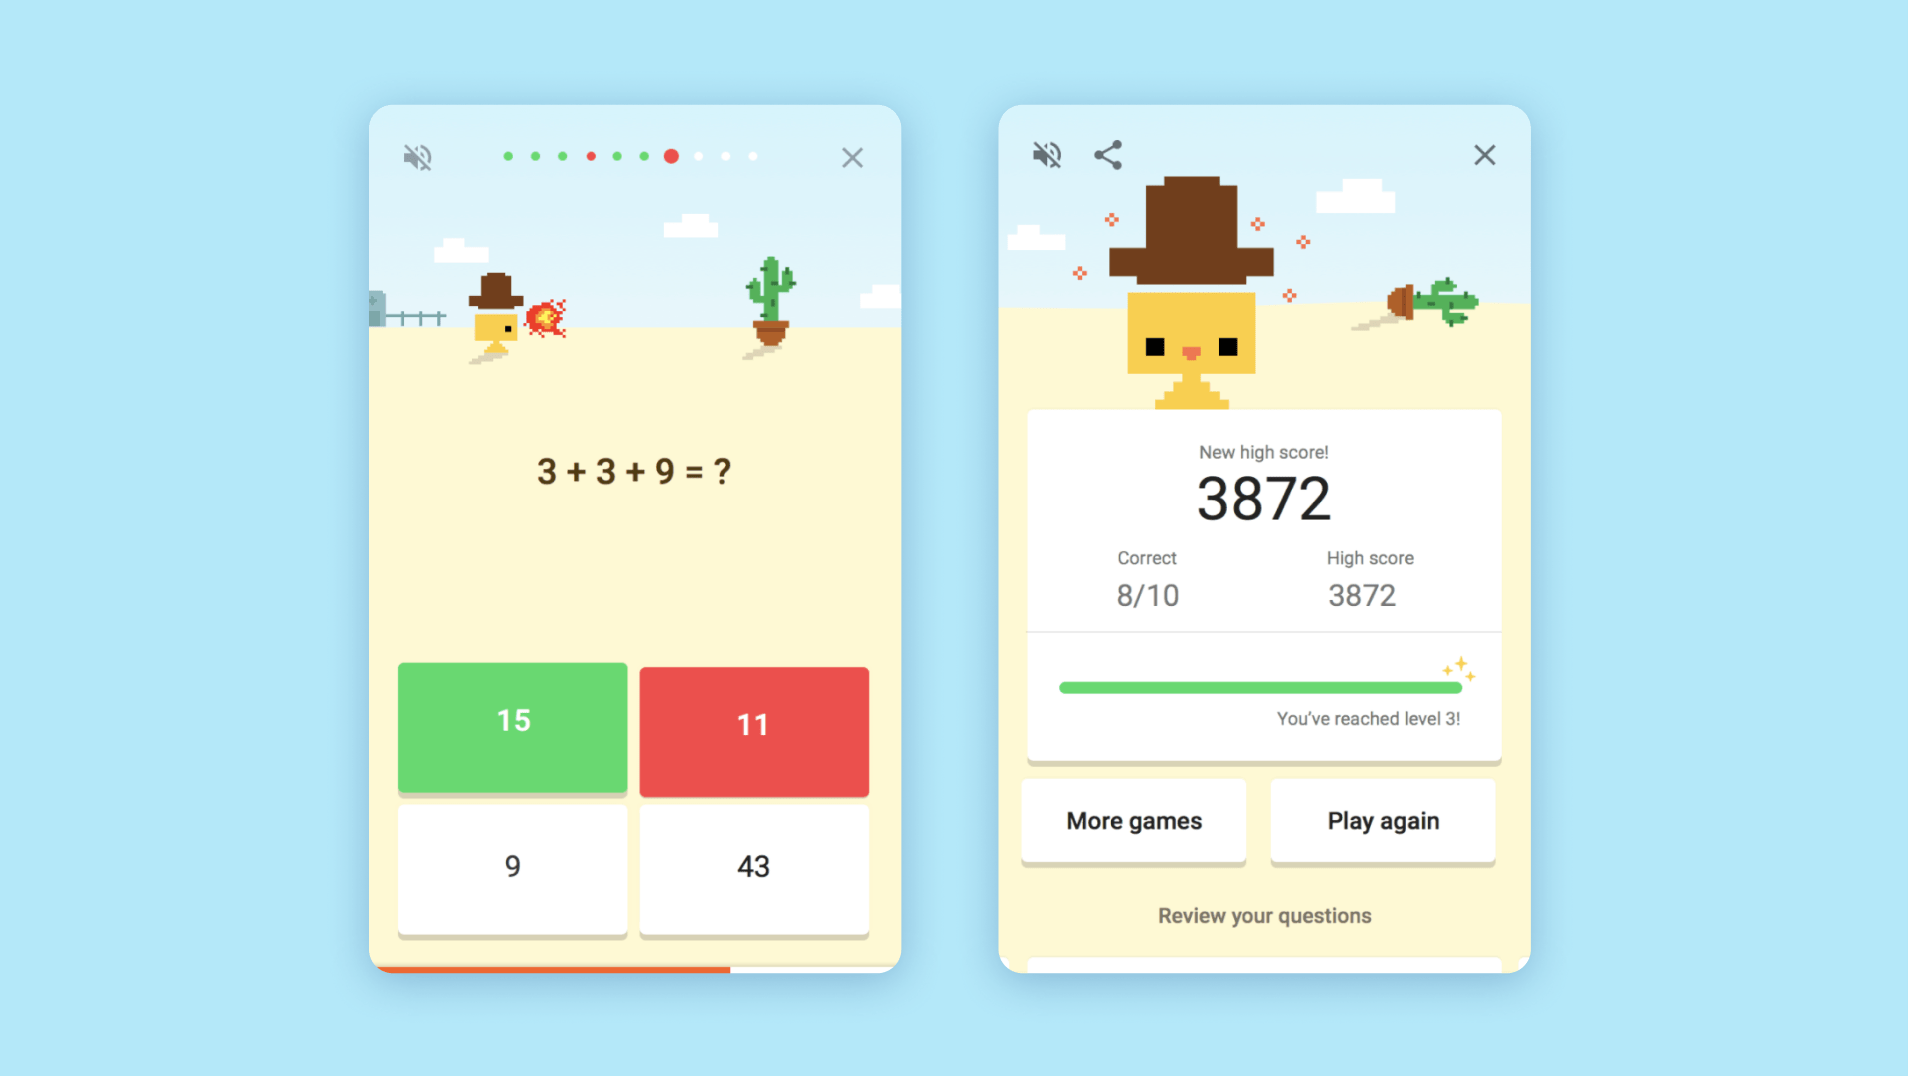 3 + 3 + 9 = ?
15
11
9
43
New high score!
3872
Correct
High score
8/10
3872
You've reached level 3!
More games
Play again
Review your questions